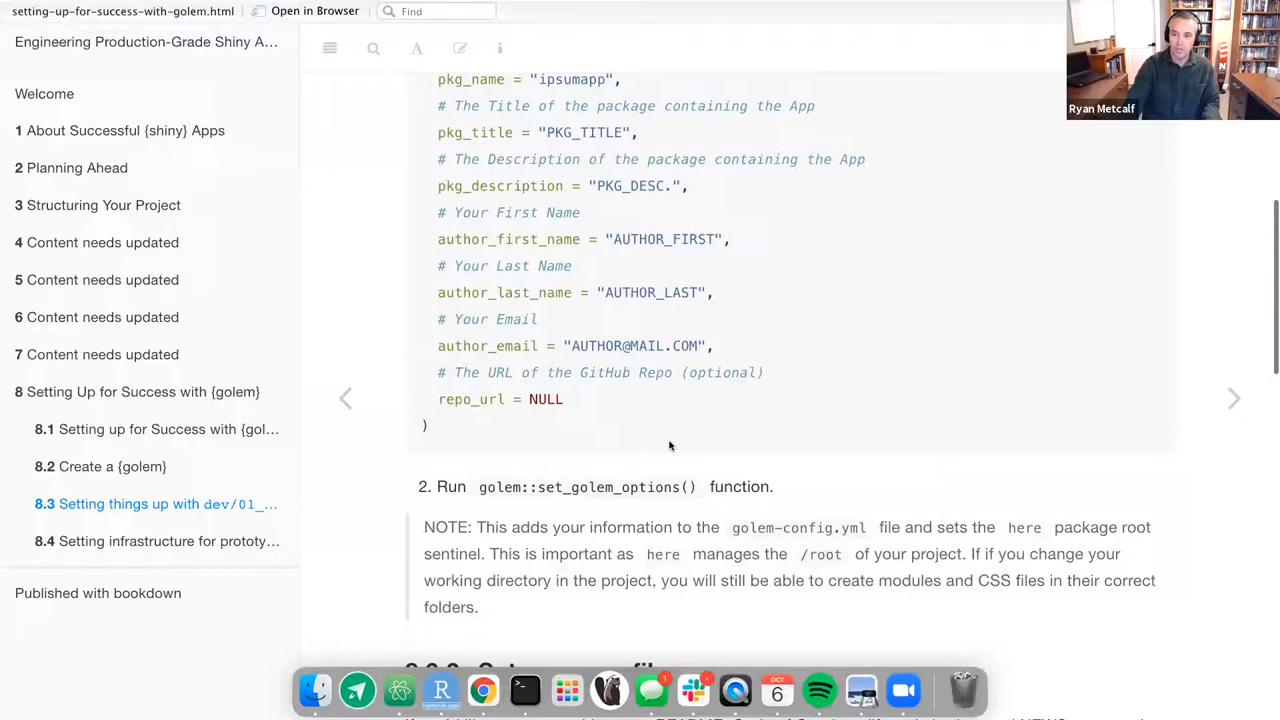 setting-up-for-success-with-golem.html
Open in Browser
Find
Engineering Production-Grade Shiny A...
Welcome
1 About Successful {shiny} Apps
2 Planning Ahead
3 Structuring Your Project
4 Content needs updated
5 Content needs updated
6 Content needs updated
7 Content needs updated
8 Setting Up for Success with {golem}
8.1 Setting up for Success with {gol...
8.2 Create a {golem}
8.3 Setting things up with dev/01_...
8.4 Setting infrastructure for prototy...
Published with bookdown
pkg_name = "ipsumapp",
# The Title of the package containing the App
pkg_title = "PKG_TITLE",
# The Description of the package containing the App
pkg_description = "PKG_DESC.",
# Your First Name
author_first_name = "AUTHOR_FIRST",
# Your Last Name
author_last_name = "AUTHOR_LAST",
# Your Email
author_email = "AUTHOR@MAIL.COM",
# The URL of the GitHub Repo (optional)
repo_url = NULL
)
2. Run golem::set_golem_options() function.
NOTE: This adds your information to the golem-config.yml file and sets the here package root
sentinel. This is important as here manages the /root of your project. If if you change your
working directory in the project, you will still be able to create modules and CSS files in their correct
folders.
Ryan Metcalf
OCT
6
1
R